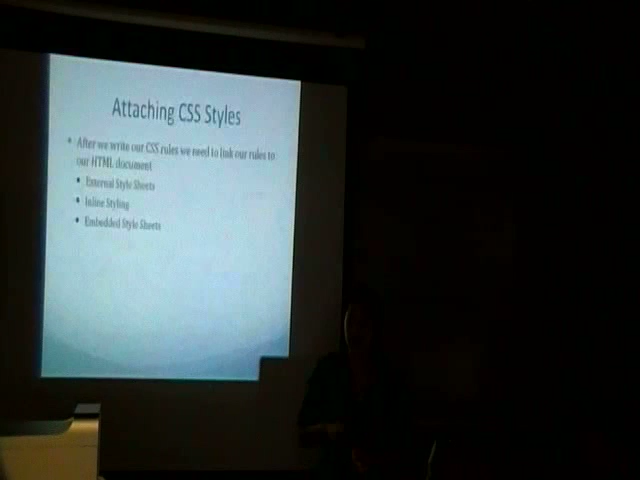 Attaching CSS Styles
• After we write our CSS rules we need to link our rules to
our HTML document
• External Style Sheets
• Inline Styling
• Embedded Style Sheets